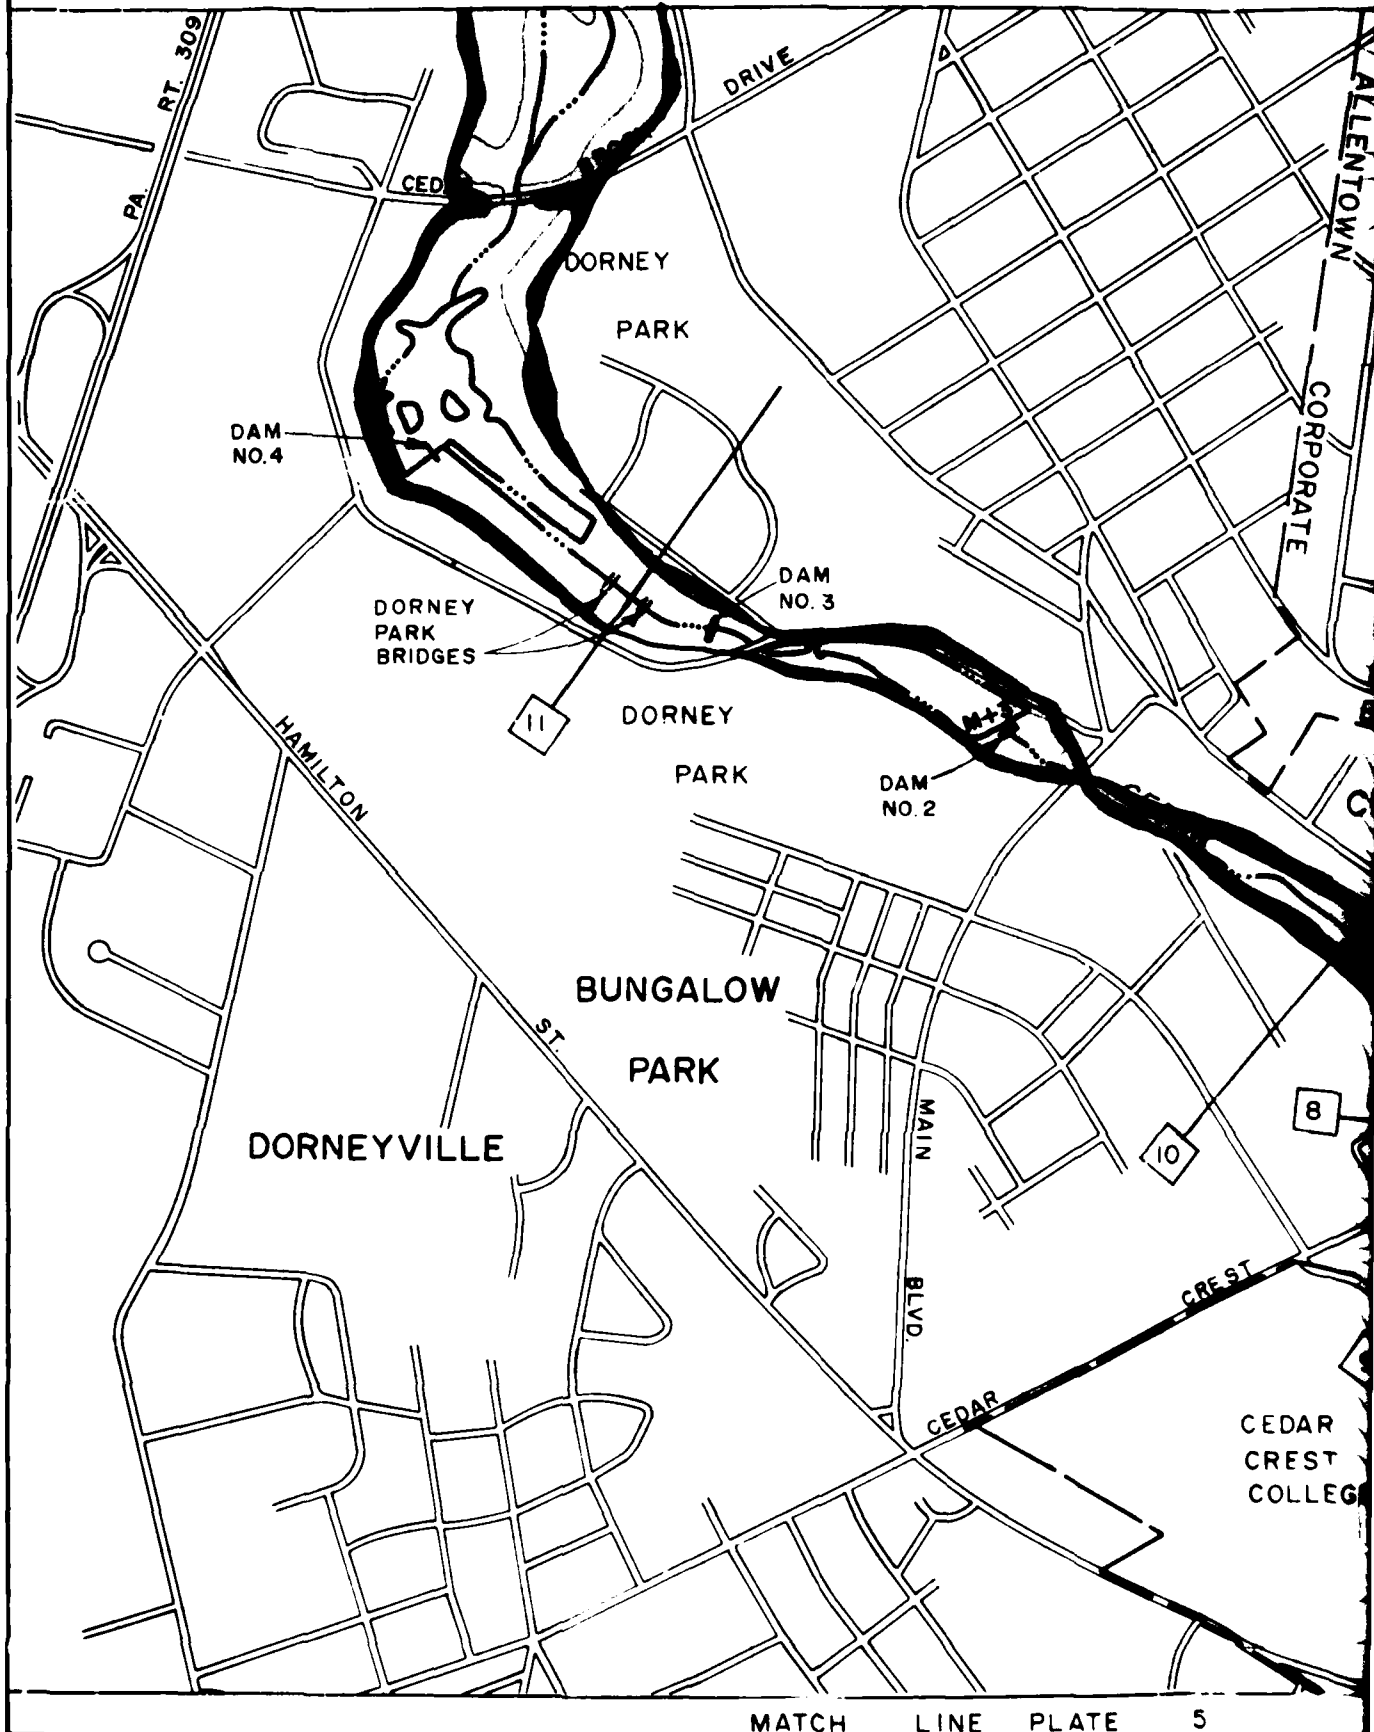 PA. RT. 309
DRIVE
CED
ALLENTOWN
CORPORATE
DORNEY
PARK
DAM
NO. 4
DAM
NO. 3
DORNEY
PARK
BRIDGES
11
DORNEY
PARK
M+3
DAM
NO. 2
HAMILTON ST.
BUNGALOW
PARK
MAIN BLVD.
8
10
DORNEYVILLE
CEDAR CREST
CEDAR
CREST
COLLEG
MATCH LINE PLATE 5